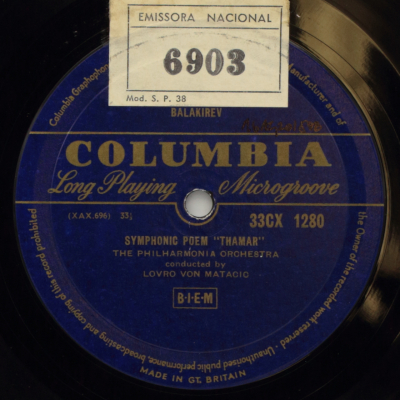 EMISSORA NACIONAL
6903
Mod. S. P. 38
BALAKIREV
COLUMBIA
Long Playing Microgroove
(XAX.696) 33⅓
33CX 1280
SYMPHONIC POEM "THAMAR"
THE PHILHARMONIA ORCHESTRA
conducted by
LOVRO VON MATACIC
B·I·E·M
MADE IN GT. BRITAIN
Columbia Graphophone
Manufacturer and of
the Owner of the recorded work reserved - Unauthorised public performance, broadcasting and copying of this record prohibited